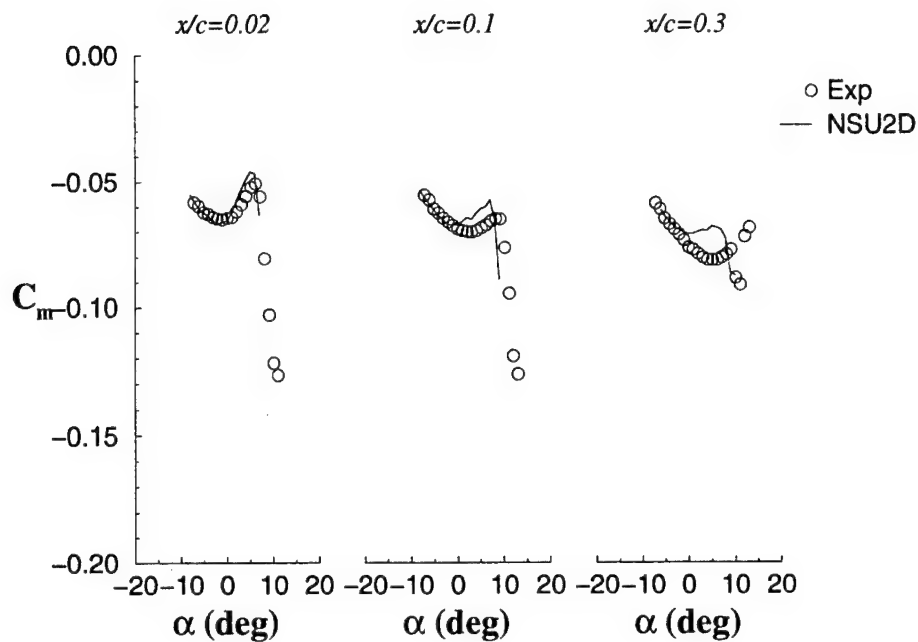 x/c=0.02 x/c=0.1 x/c=0.3
0.00
Exp
NSU2D
−0.05
Cm −0.10
−0.15
−0.20
−20 −10 0 10 20 −20 −10 0 10 20 −20 −10 0 10 20
α (deg) α (deg) α (deg)